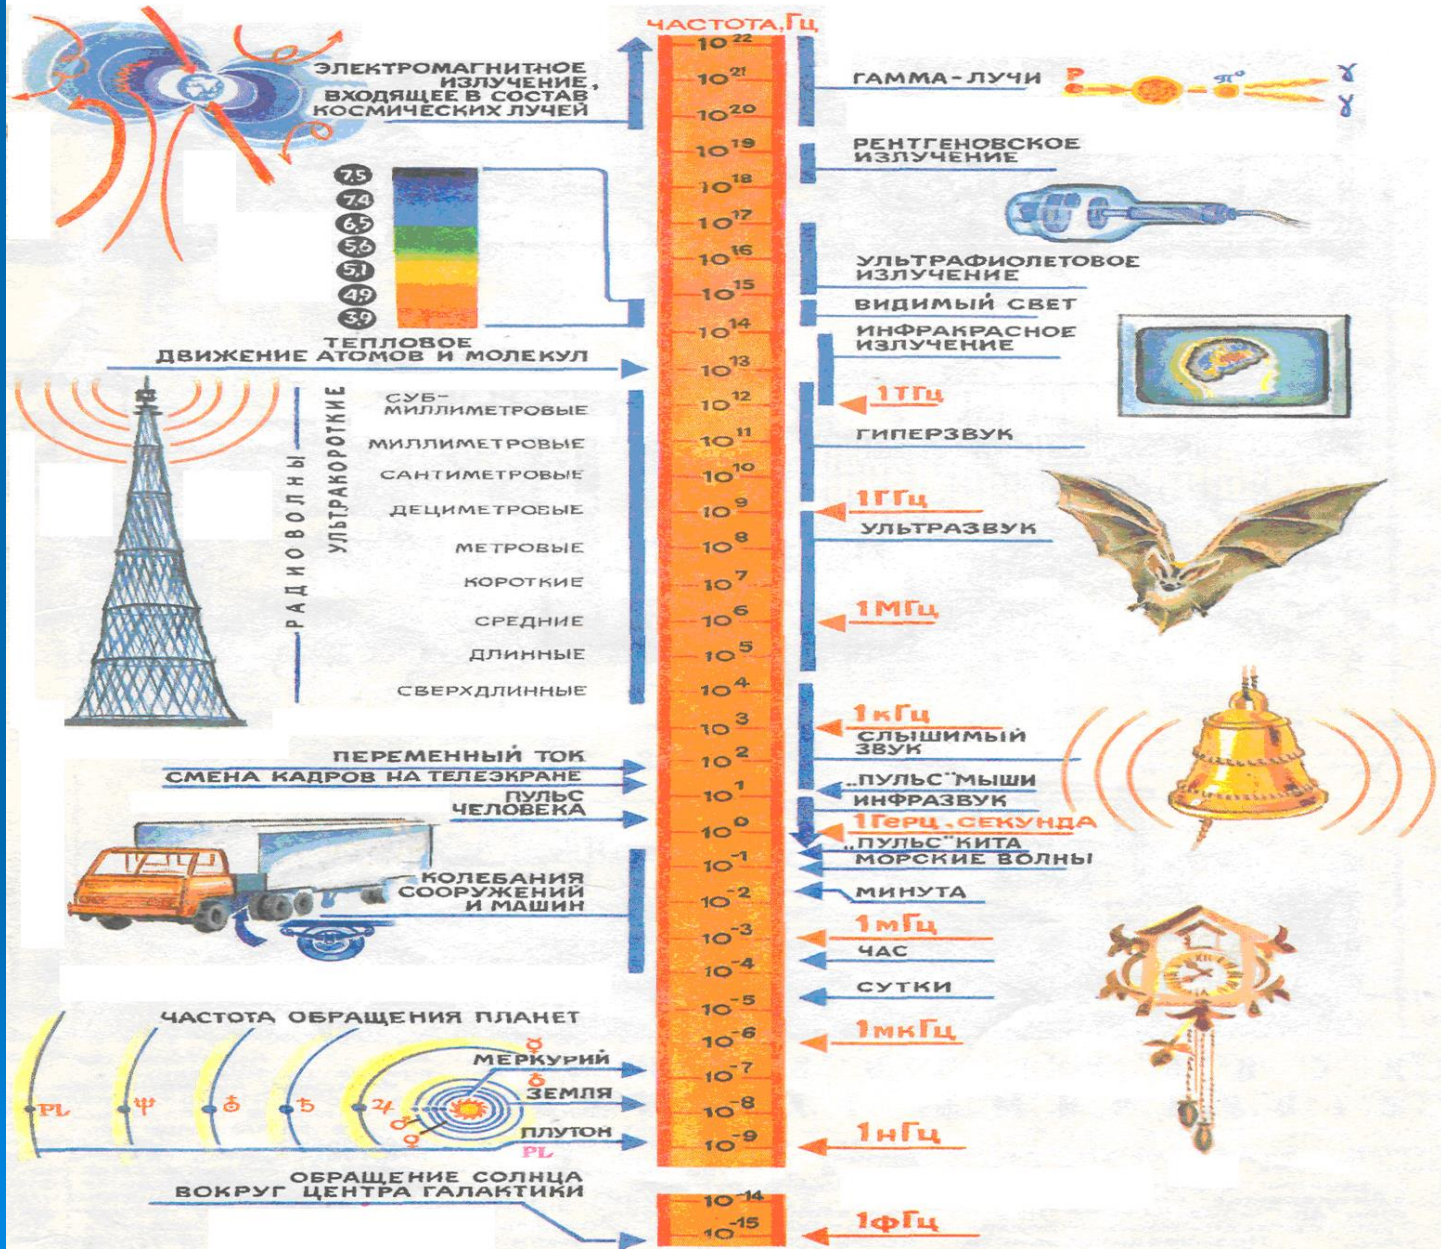 ЧАСТОТА, Гц
10²²
10²¹
10²⁰
10¹⁹
10¹⁸
10¹⁷
10¹⁶
10¹⁵
10¹⁴
10¹³
10¹²
10¹¹
10¹⁰
10⁹
10⁸
10⁷
10⁶
10⁵
10⁴
10³
10²
10¹
10⁰
10⁻¹
10⁻²
10⁻³
10⁻⁴
10⁻⁵
10⁻⁶
10⁻⁷
10⁻⁸
10⁻⁹
10⁻¹⁴
10⁻¹⁵
ЭЛЕКТРОМАГНИТНОЕ
ИЗЛУЧЕНИЕ,
ВХОДЯЩЕЕ В СОСТАВ
КОСМИЧЕСКИХ ЛУЧЕЙ
7,5
7,4
6,5
5,6
5,1
4,9
3,9
ТЕПЛОВОЕ
ДВИЖЕНИЕ АТОМОВ И МОЛЕКУЛ
РАДИОВОЛНЫ
УЛЬТРАКОРОТКИЕ
СУБ-
МИЛЛИМЕТРОВЫЕ
МИЛЛИМЕТРОВЫЕ
САНТИМЕТРОВЫЕ
ДЕЦИМЕТРОВЫЕ
МЕТРОВЫЕ
КОРОТКИЕ
СРЕДНИЕ
ДЛИННЫЕ
СВЕРХДЛИННЫЕ
ПЕРЕМЕННЫЙ ТОК
СМЕНА КАДРОВ НА ТЕЛЕЭКРАНЕ
ПУЛЬС
ЧЕЛОВЕКА
КОЛЕБАНИЯ
СООРУЖЕНИЙ
И МАШИН
ЧАСТОТА ОБРАЩЕНИЯ ПЛАНЕТ
МЕРКУРИЙ
ЗЕМЛЯ
ПЛУТОН
PL
PL
♆
♁
♄
♃
♂
♀
☿
♁
ОБРАЩЕНИЕ СОЛНЦА
ВОКРУГ ЦЕНТРА ГАЛАКТИКИ
ГАММА-ЛУЧИ
P
π⁰
γ
γ
РЕНТГЕНОВСКОЕ
ИЗЛУЧЕНИЕ
УЛЬТРАФИОЛЕТОВОЕ
ИЗЛУЧЕНИЕ
ВИДИМЫЙ СВЕТ
ИНФРАКРАСНОЕ
ИЗЛУЧЕНИЕ
1ТГц
ГИПЕРЗВУК
1ГГц
УЛЬТРАЗВУК
1МГц
1кГц
СЛЫШИМЫЙ
ЗВУК
„ПУЛЬС" МЫШИ
ИНФРАЗВУК
1Герц, СЕКУНДА
„ПУЛЬС" КИТА
МОРСКИЕ ВОЛНЫ
МИНУТА
1мГц
ЧАС
СУТКИ
1мкГц
1нГц
1фГц